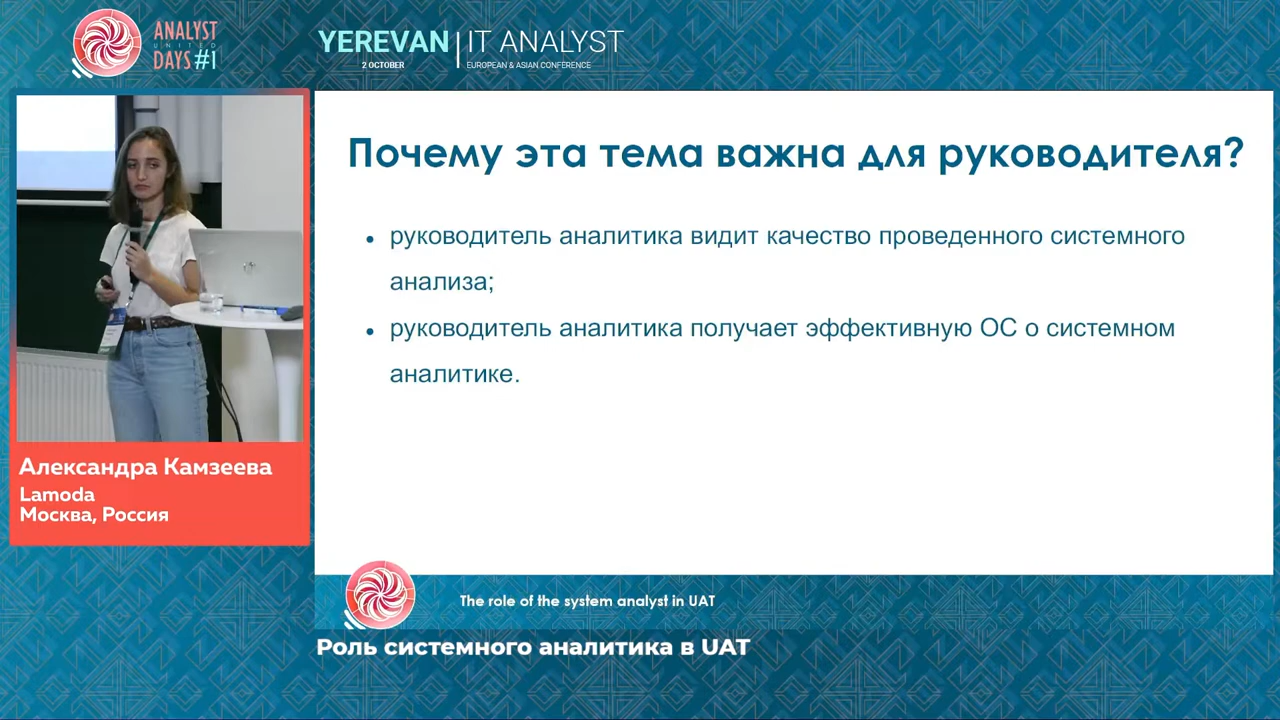 ANALYST
UNITED
DAYS #1
YEREVAN IT ANALYST
2 OCTOBER
EUROPEAN & ASIAN CONFERENCE
Почему эта тема важна для руководителя?
• руководитель аналитика видит качество проведенного системного
анализа;
• руководитель аналитика получает эффективную ОС о системном
аналитике.
Александра Камзеева
Lamoda
Москва, Россия
The role of the system analyst in UAT
Роль системного аналитика в UAT